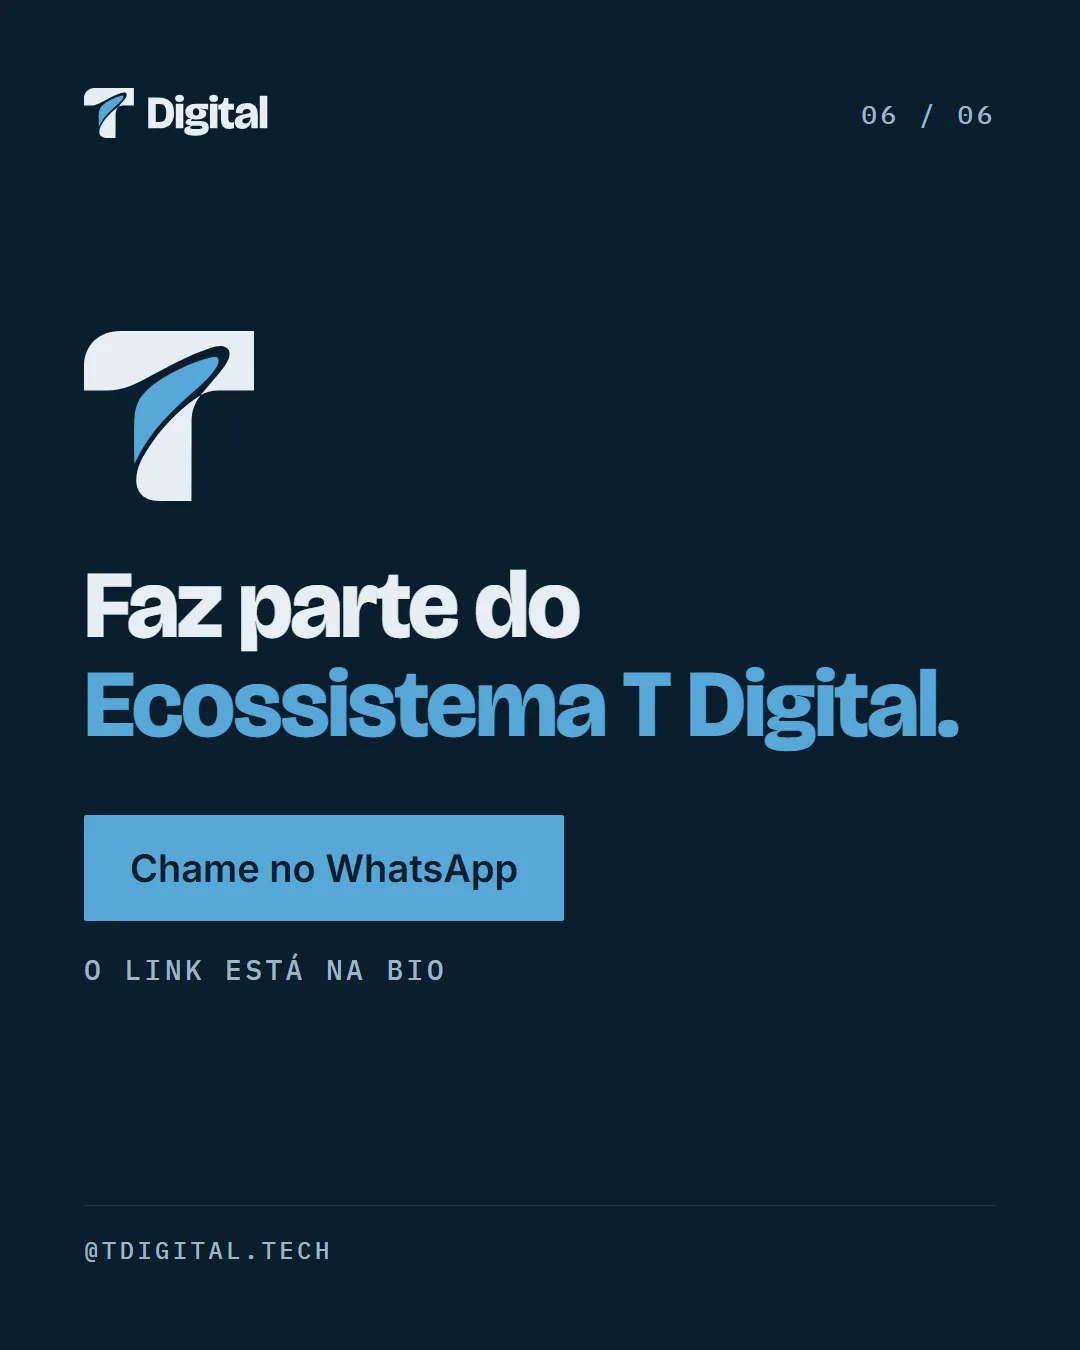 T Digital
06 / 06
T
Faz parte do
Ecossistema T Digital.
Chame no WhatsApp
O LINK ESTÁ NA BIO
@TDIGITAL.TECH